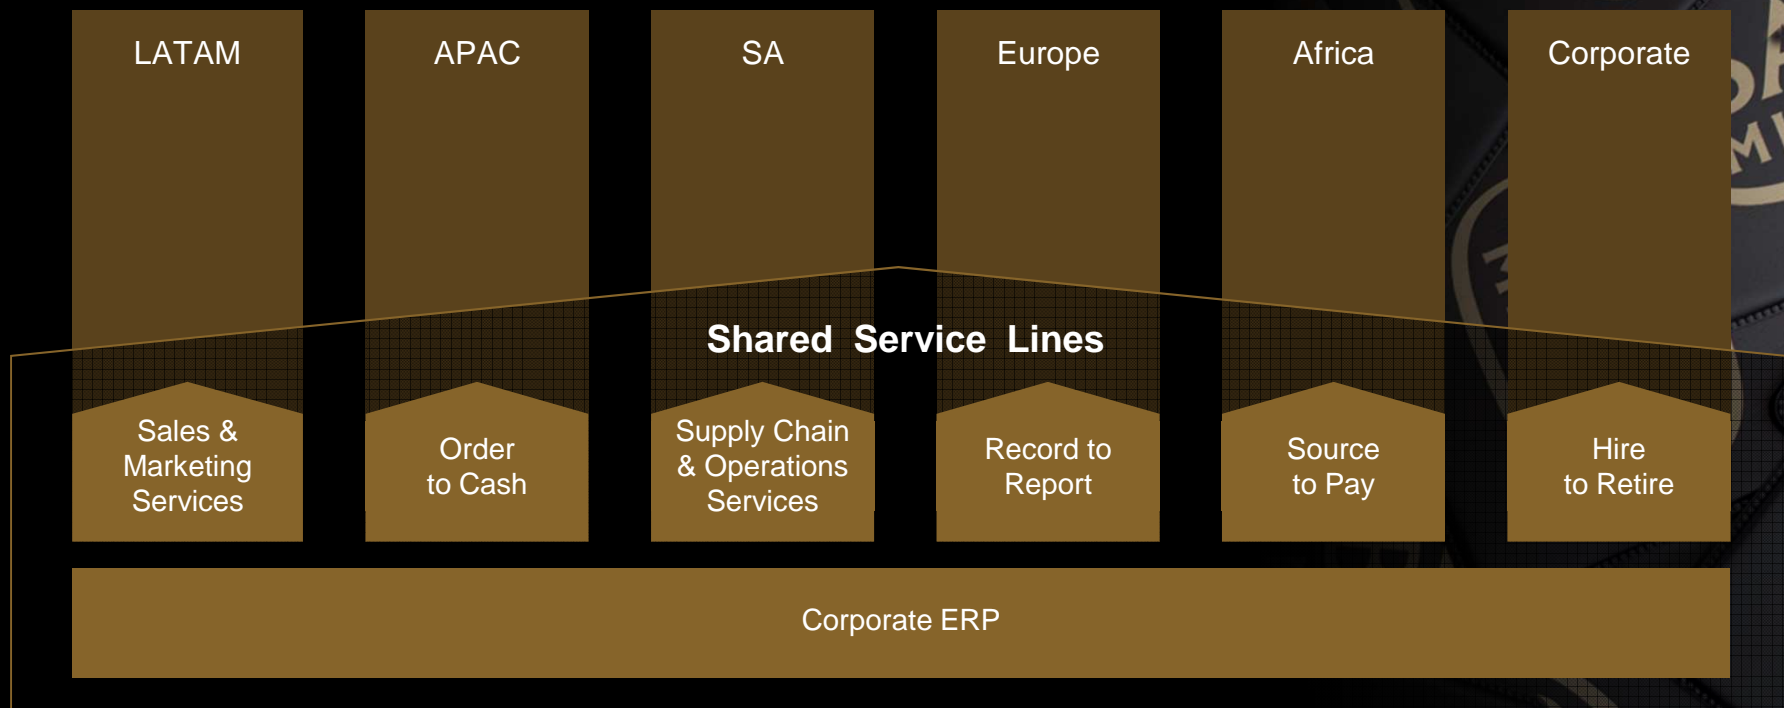 LATAM
APAC
SA
Europe
Africa
Corporate
Shared Service Lines
Sales &
Marketing
Services
Order
to Cash
Supply Chain
& Operations
Services
Record to
Report
Source
to Pay
Hire
to Retire
Corporate ERP